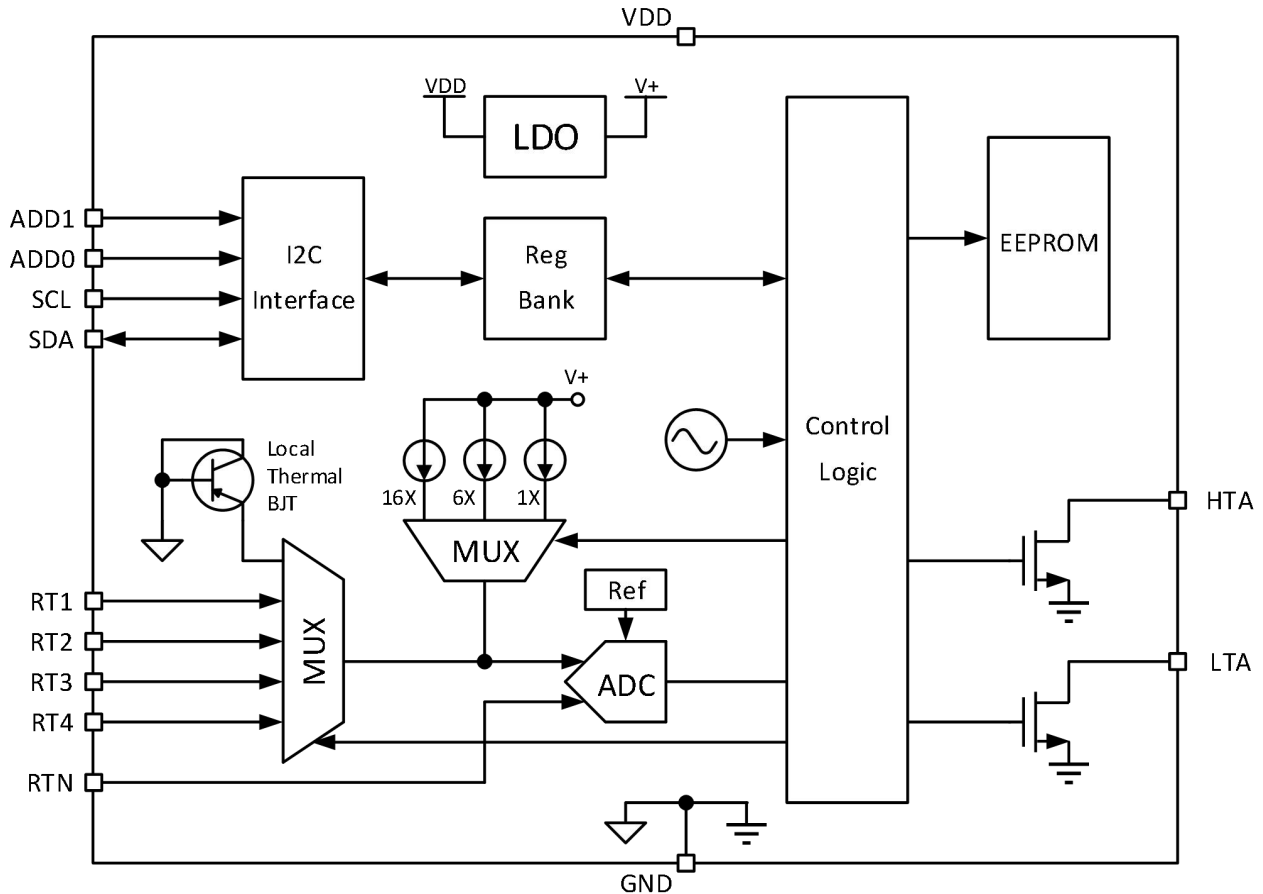 VDD
VDD
V+
LDO
ADD1
ADD0
SCL
SDA
I2C
Interface
Reg
Bank
EEPROM
V+
Control
Logic
Local
Thermal
BJT
16X
6X
1X
MUX
HTA
Ref
RT1
RT2
RT3
RT4
RTN
MUX
ADC
LTA
GND